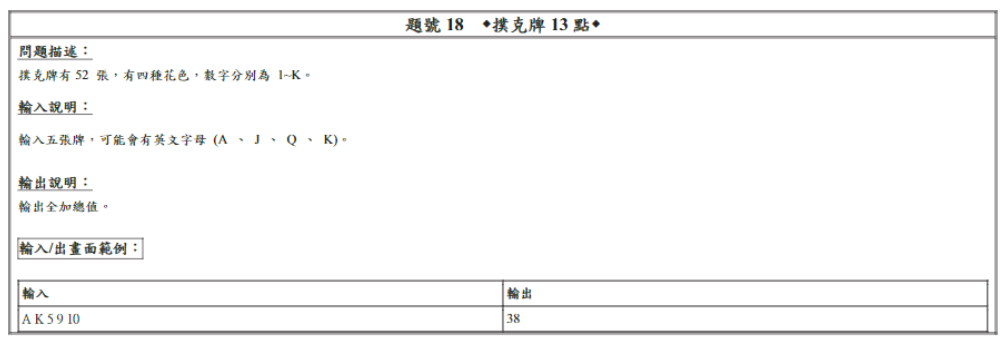 題號 18 ◆撲克牌 13 點◆
問題描述：
撲克牌有 52 張，有四種花色，數字分別為 1~K。
輸入說明：
輸入五張牌，可能會有英文字母 (A 、 J 、 Q 、 K)。
輸出說明：
輸出全加總值。
輸入/出畫面範例：
輸入 輸出
A K 5 9 10 38